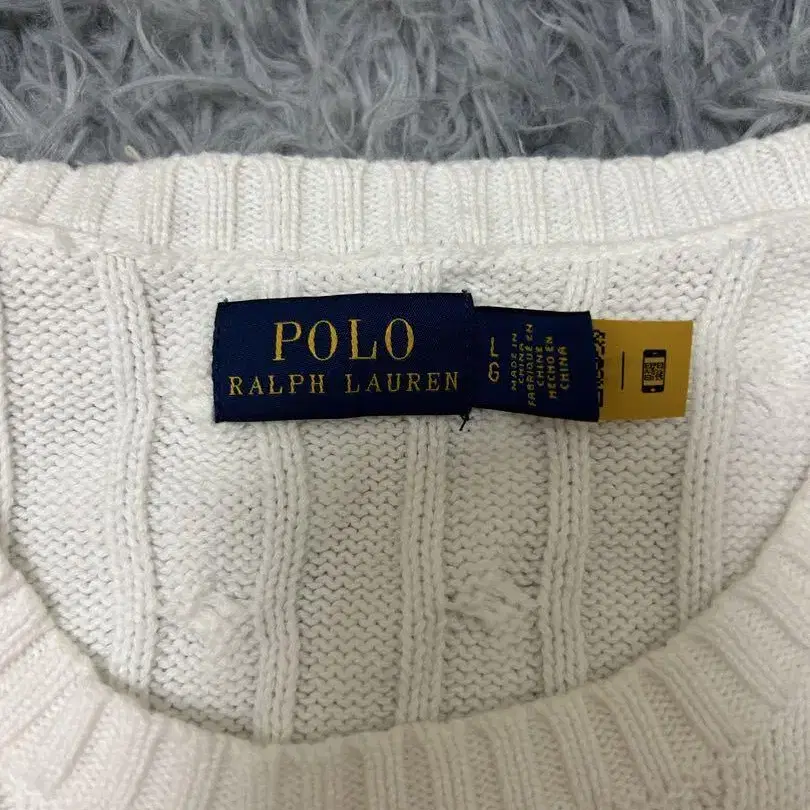 POLO
RALPH LAUREN
L
G
MADE IN
CHINA
FABRIQUÉ EN
CHINE
HECHO EN
CHINA